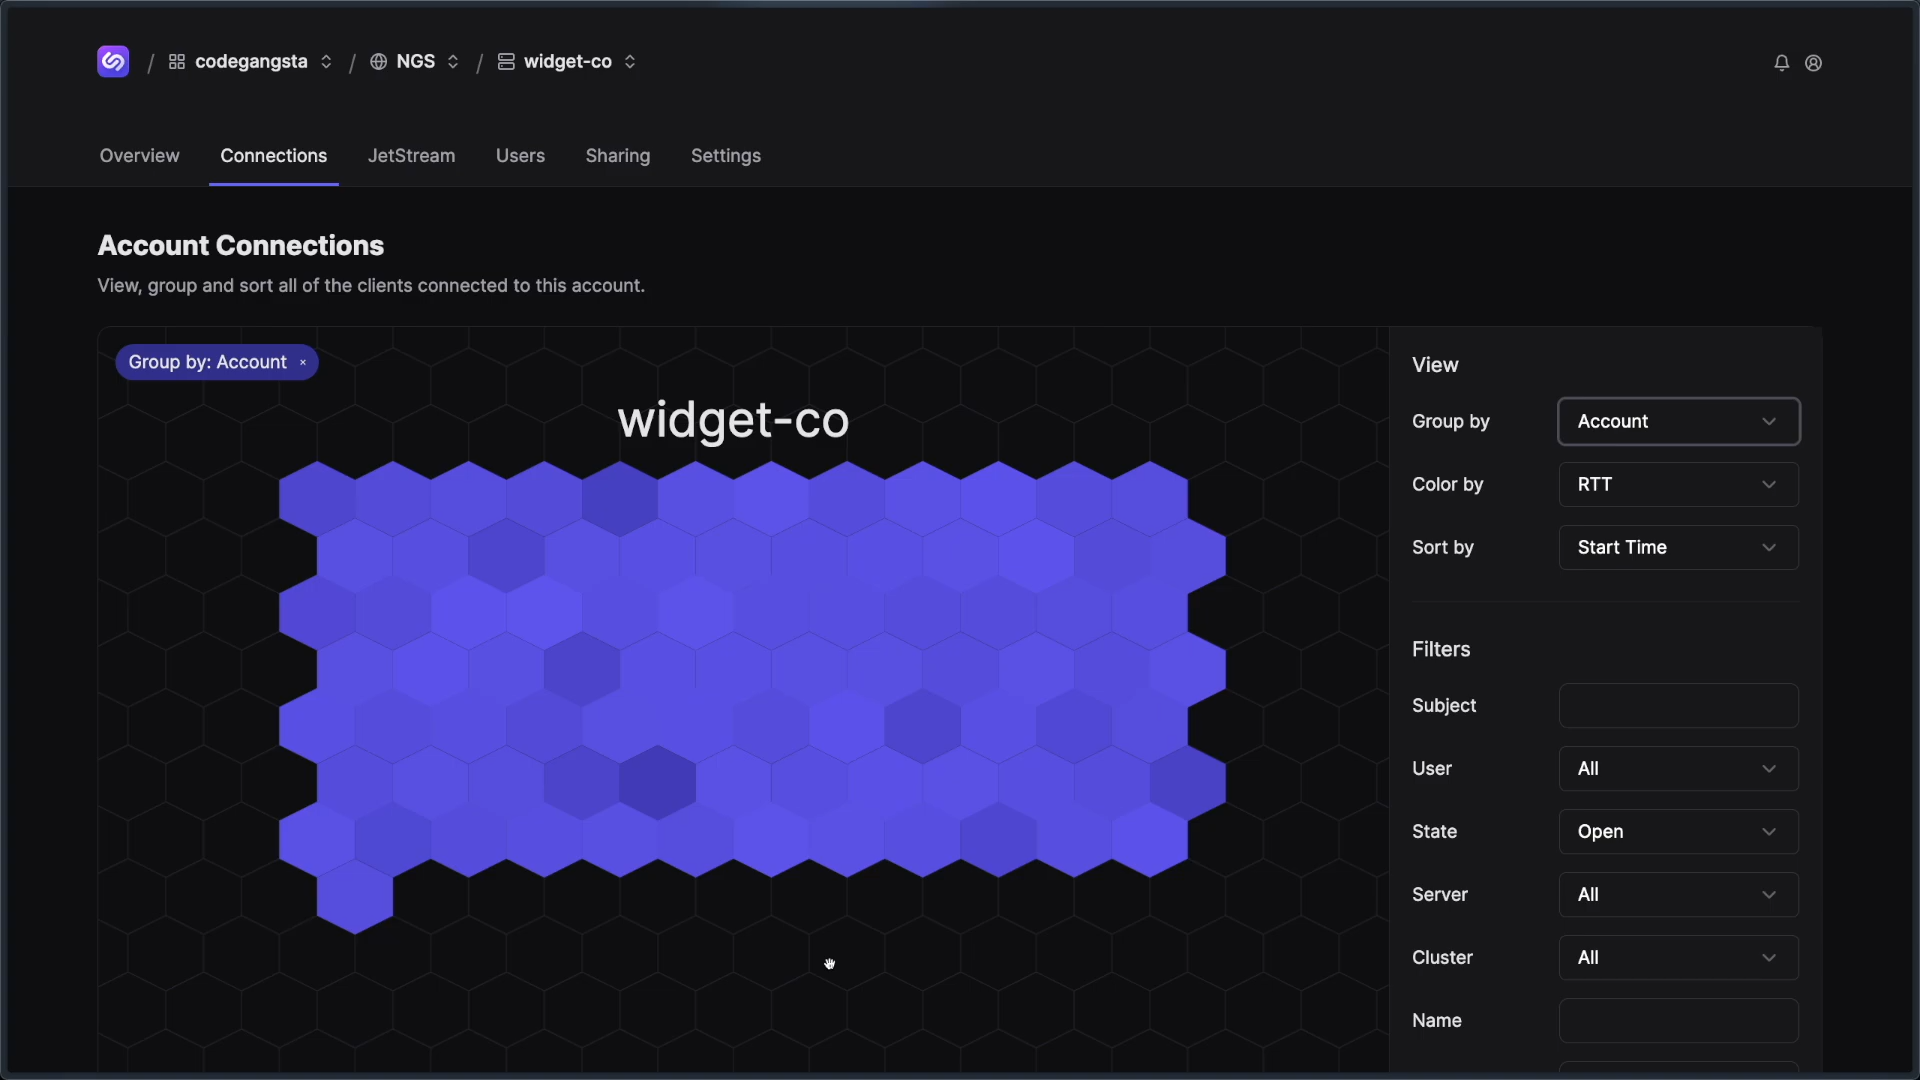 / codegangsta / NGS / widget-co
Overview Connections JetStream Users Sharing Settings
Account Connections
View, group and sort all of the clients connected to this account.
Group by: Account ×
widget-co
View
Group by Account
Color by RTT
Sort by Start Time
Filters
Subject
User All
State Open
Server All
Cluster All
Name